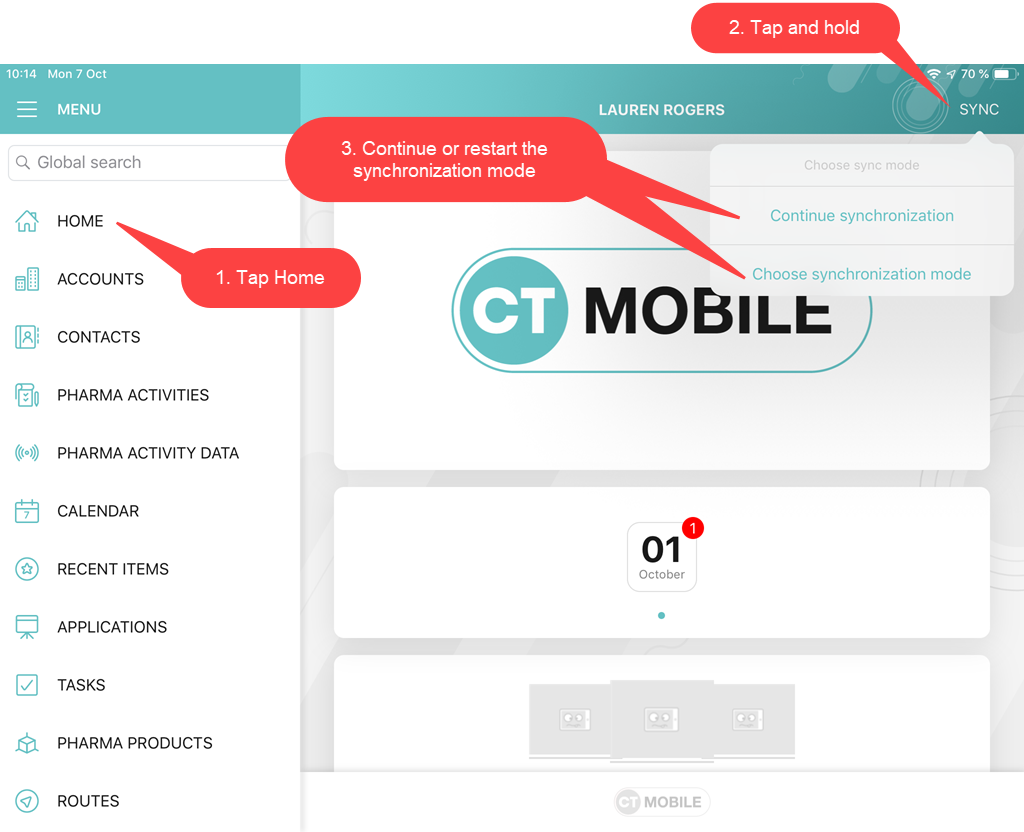 2. Tap and hold
10:14 Mon 7 Oct
70 %
MENU
LAUREN ROGERS
SYNC
Global search
3. Continue or restart the
synchronization mode
Choose sync mode
Continue synchronization
Choose synchronization mode
HOME
1. Tap Home
ACCOUNTS
CONTACTS
PHARMA ACTIVITIES
PHARMA ACTIVITY DATA
7
CALENDAR
RECENT ITEMS
APPLICATIONS
TASKS
PHARMA PRODUCTS
ROUTES
CT MOBILE
1
01
October
CT MOBILE